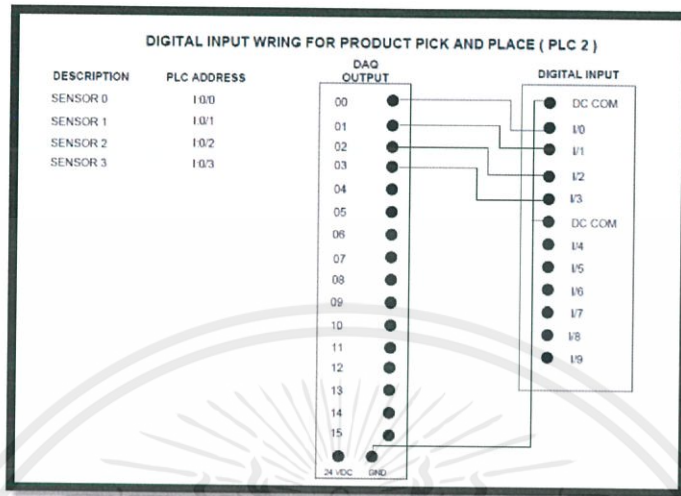 DIGITAL INPUT WRING FOR PRODUCT PICK AND PLACE ( PLC 2 )
DESCRIPTION PLC ADDRESS
SENSOR 0 I:0/0
SENSOR 1 I:0/1
SENSOR 2 I:0/2
SENSOR 3 I:0/3
DAQ
OUTPUT
00
01
02
03
04
05
06
07
08
09
10
11
12
13
14
15
24 VDC GND
DIGITAL INPUT
DC COM
I/0
I/1
I/2
I/3
DC COM
I/4
I/5
I/6
I/7
I/8
I/9